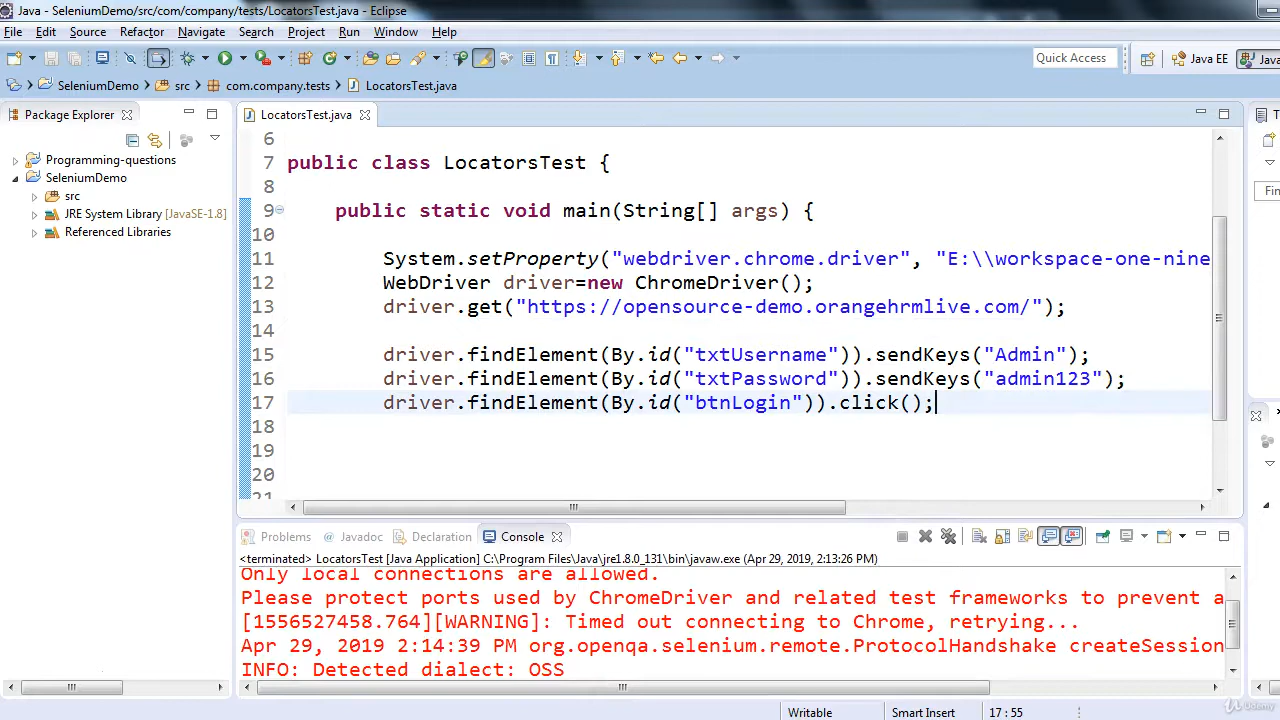 Java - SeleniumDemo/src/com/company/tests/LocatorsTest.java - Eclipse
File Edit Source Refactor Navigate Search Project Run Window Help
Quick Access
Java EE
Java
SeleniumDemo src com.company.tests LocatorsTest.java
Package Explorer
LocatorsTest.java
Programming-questions
SeleniumDemo
src
JRE System Library [JavaSE-1.8]
Referenced Libraries
6
7 public class LocatorsTest {
8
9 public static void main(String[] args) {
10
11 System.setProperty("webdriver.chrome.driver", "E:\\workspace-one-nine
12 WebDriver driver=new ChromeDriver();
13 driver.get("https://opensource-demo.orangehrmlive.com/");
14
15 driver.findElement(By.id("txtUsername")).sendKeys("Admin");
16 driver.findElement(By.id("txtPassword")).sendKeys("admin123");
17 driver.findElement(By.id("btnLogin")).click();
18
19
20
21
Fin
Problems @ Javadoc Declaration Console
<terminated> LocatorsTest [Java Application] C:\Program Files\Java\jre1.8.0_131\bin\javaw.exe (Apr 29, 2019, 2:13:26 PM)
Only local connections are allowed.
Please protect ports used by ChromeDriver and related test frameworks to prevent a
[1556527458.764][WARNING]: Timed out connecting to Chrome, retrying...
Apr 29, 2019 2:14:39 PM org.openqa.selenium.remote.ProtocolHandshake createSession
INFO: Detected dialect: OSS
Writable Smart Insert 17 : 55
Udemy